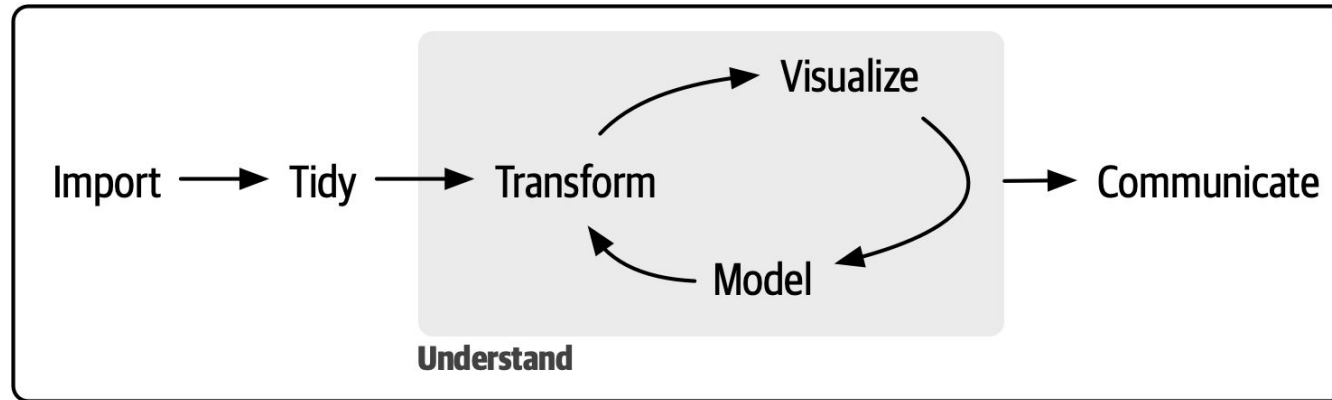 Visualize
Import
Tidy
Transform
Communicate
Model
Understand